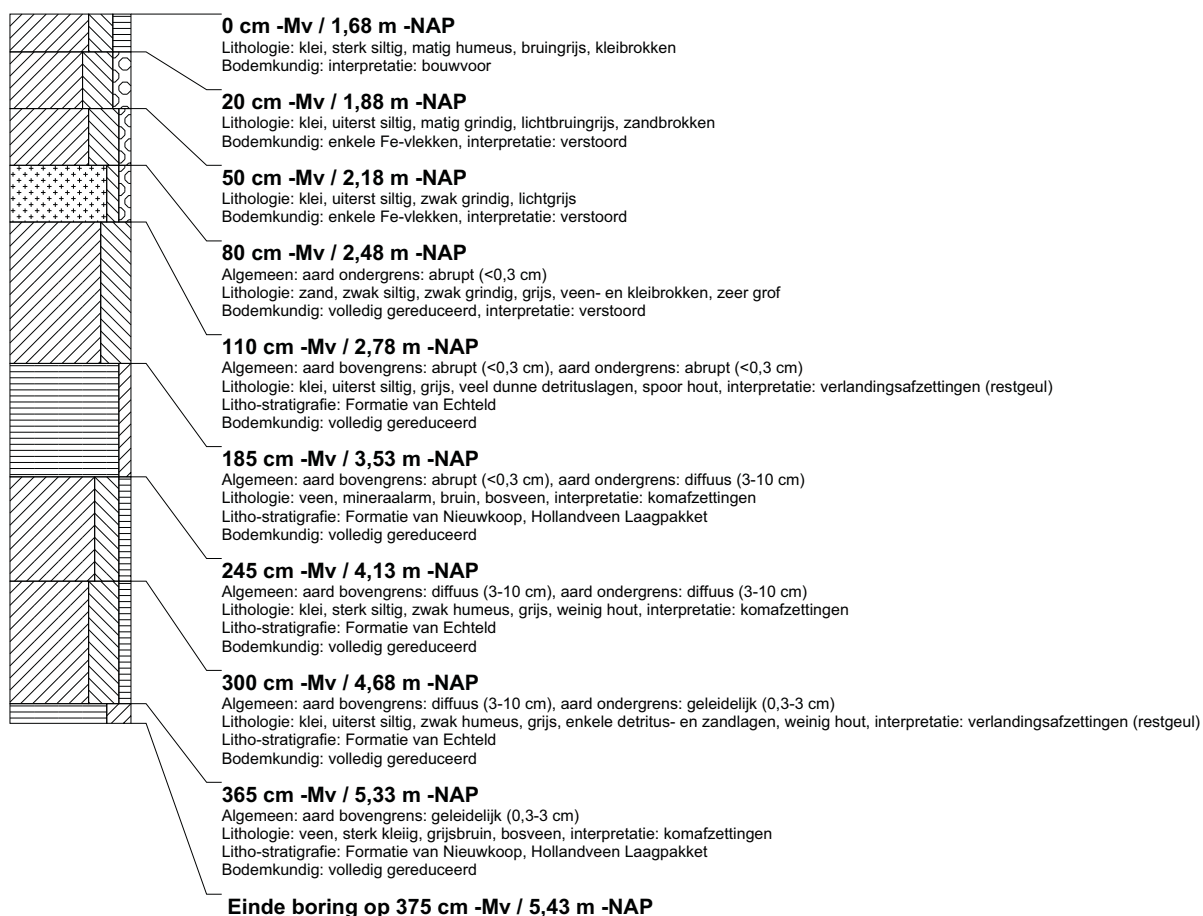 0 cm -Mv / 1,68 m -NAP
Lithologie: klei, sterk siltig, matig humeus, bruingrijs, kleibrokken
Bodemkundig: interpretatie: bouwvoor
20 cm -Mv / 1,88 m -NAP
Lithologie: klei, uiterst siltig, matig grindig, lichtbruingrijs, zandbrokken
Bodemkundig: enkele Fe-vlekken, interpretatie: verstoord
50 cm -Mv / 2,18 m -NAP
Lithologie: klei, uiterst siltig, zwak grindig, lichtgrijs
Bodemkundig: enkele Fe-vlekken, interpretatie: verstoord
80 cm -Mv / 2,48 m -NAP
Algemeen: aard ondergrens: abrupt (<0,3 cm)
Lithologie: zand, zwak siltig, zwak grindig, grijs, veen- en kleibrokken, zeer grof
Bodemkundig: volledig gereduceerd, interpretatie: verstoord
110 cm -Mv / 2,78 m -NAP
Algemeen: aard bovengrens: abrupt (<0,3 cm), aard ondergrens: abrupt (<0,3 cm)
Lithologie: klei, uiterst siltig, grijs, veel dunne detrituslagen, spoor hout, interpretatie: verlandingsafzettingen (restgeul)
Litho-stratigrafie: Formatie van Echteld
Bodemkundig: volledig gereduceerd
185 cm -Mv / 3,53 m -NAP
Algemeen: aard bovengrens: abrupt (<0,3 cm), aard ondergrens: diffuus (3-10 cm)
Lithologie: veen, mineraalarm, bruin, bosveen, interpretatie: komafzettingen
Litho-stratigrafie: Formatie van Nieuwkoop, Hollandveen Laagpakket
Bodemkundig: volledig gereduceerd
245 cm -Mv / 4,13 m -NAP
Algemeen: aard bovengrens: diffuus (3-10 cm), aard ondergrens: diffuus (3-10 cm)
Lithologie: klei, sterk siltig, zwak humeus, grijs, weinig hout, interpretatie: komafzettingen
Litho-stratigrafie: Formatie van Echteld
Bodemkundig: volledig gereduceerd
300 cm -Mv / 4,68 m -NAP
Algemeen: aard bovengrens: diffuus (3-10 cm), aard ondergrens: geleidelijk (0,3-3 cm)
Lithologie: klei, uiterst siltig, zwak humeus, grijs, enkele detritus- en zandlagen, weinig hout, interpretatie: verlandingsafzettingen (restgeul)
Litho-stratigrafie: Formatie van Echteld
Bodemkundig: volledig gereduceerd
365 cm -Mv / 5,33 m -NAP
Algemeen: aard bovengrens: geleidelijk (0,3-3 cm)
Lithologie: veen, sterk kleiig, grijsbruin, bosveen, interpretatie: komafzettingen
Litho-stratigrafie: Formatie van Nieuwkoop, Hollandveen Laagpakket
Bodemkundig: volledig gereduceerd
Einde boring op 375 cm -Mv / 5,43 m -NAP